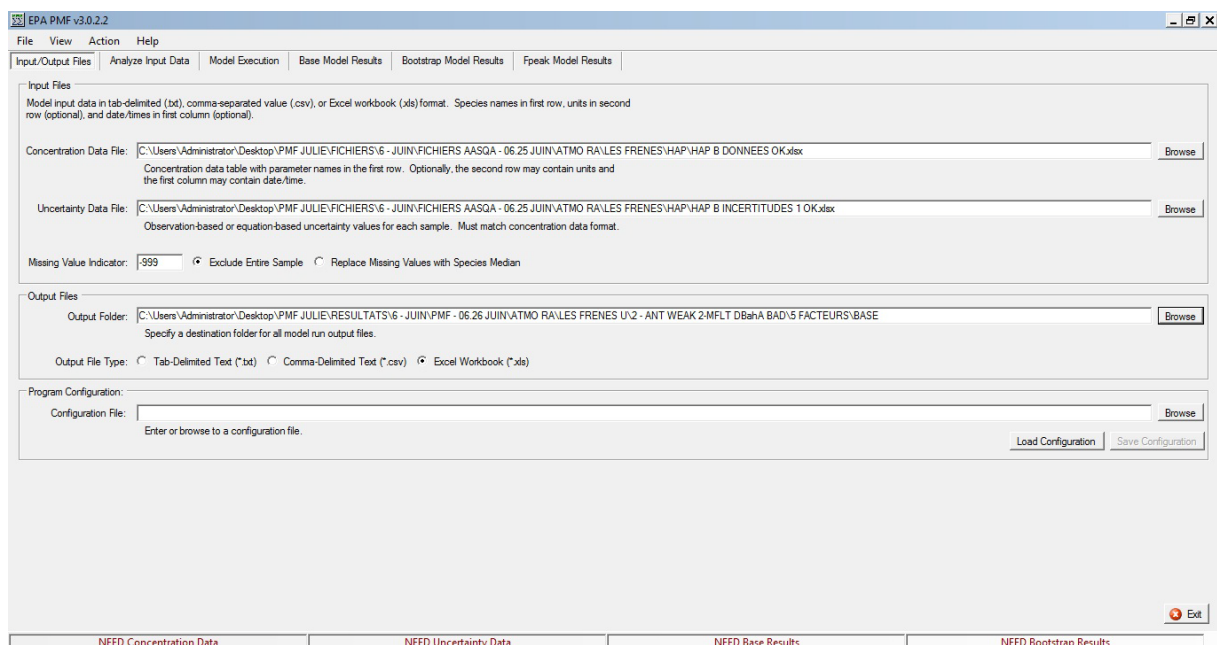 EPA PMF v3.0.2.2
File View Action Help
Input/Output Files Analyze Input Data Model Execution Base Model Results Bootstrap Model Results Fpeak Model Results
Input Files
Model input data in tab-delimited (.txt), comma-separated value (.csv), or Excel workbook (.xls) format. Species names in first row, units in second
row (optional), and date/times in first column (optional).
Concentration Data File: C:\Users\Administrator\Desktop\PMF JULIE\FICHIERS\6 - JUIN\FICHIERS AASQA - 06.25 JUIN\ATMO RA\LES FRENES\HAP\HAP B DONNEES OK.xlsx Browse
Concentration data table with parameter names in the first row. Optionally, the second row may contain units and
the first column may contain date/time.
Uncertainty Data File: C:\Users\Administrator\Desktop\PMF JULIE\FICHIERS\6 - JUIN\FICHIERS AASQA - 06.25 JUIN\ATMO RA\LES FRENES\HAP\HAP B INCERTITUDES 1 OK.xlsx Browse
Observation-based or equation-based uncertainty values for each sample. Must match concentration data format.
Missing Value Indicator: -999 Exclude Entire Sample Replace Missing Values with Species Median
Output Files
Output Folder: C:\Users\Administrator\Desktop\PMF JULIE\RESULTATS\6 - JUIN\PMF - 06.26 JUIN\ATMO RA\LES FRENES U\2 - ANT WEAK 2-MFLT DBahA BAD\5 FACTEURS\BASE Browse
Specify a destination folder for all model run output files.
Output File Type: Tab-Delimited Text (*.txt) Comma-Delimited Text (*.csv) Excel Workbook (*.xls)
Program Configuration:
Configuration File: Browse
Enter or browse to a configuration file.
Load Configuration Save Configuration
Exit
NEED Concentration Data NEED Uncertainty Data NEED Base Results NEED Bootstrap Results